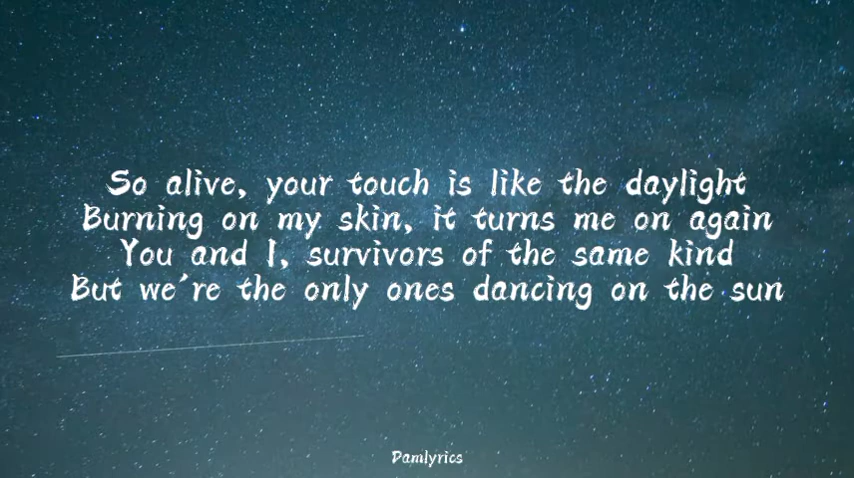 So alive, your touch is like the daylight
Burning on my skin, it turns me on again
You and I, survivors of the same kind
But we're the only ones dancing on the sun
Pamlyrics